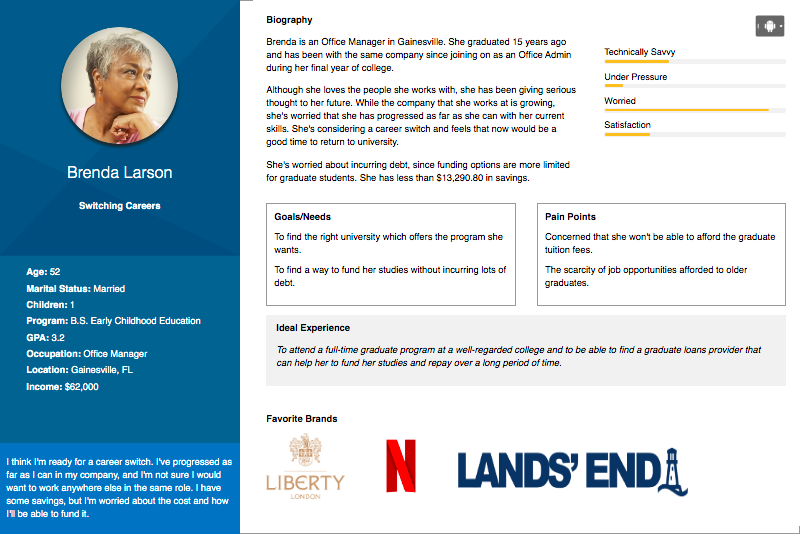 Brenda Larson
Switching Careers
Age: 52
Marital Status: Married
Children: 1
Program: B.S. Early Childhood Education
GPA: 3.2
Occupation: Office Manager
Location: Gainesville, FL
Income: $62,000
I think I'm ready for a career switch. I've progressed as
far as I can in my company, and I'm not sure I would
want to work anywhere else in the same role. I have
some savings, but I'm worried about the cost and how
I'll be able to fund it.
Biography
Brenda is an Office Manager in Gainesville. She graduated 15 years ago
and has been with the same company since joining on as an Office Admin
during her final year of college.
Although she loves the people she works with, she has been giving serious
thought to her future. While the company that she works at is growing,
she's worried that she has progressed as far as she can with her current
skills. She's considering a career switch and feels that now would be a
good time to return to university.
She's worried about incurring debt, since funding options are more limited
for graduate students. She has less than $13,290.80 in savings.
Technically Savvy
Under Pressure
Worried
Satisfaction
Goals/Needs
To find the right university which offers the program she
wants.
To find a way to fund her studies without incurring lots of
debt.
Pain Points
Concerned that she won't be able to afford the graduate
tuition fees.
The scarcity of job opportunities afforded to older
graduates.
Ideal Experience
To attend a full-time graduate program at a well-regarded college and to be able to find a graduate loans provider that
can help her to fund her studies and repay over a long period of time.
Favorite Brands
LIBERTY
LONDON
N
LANDS' END